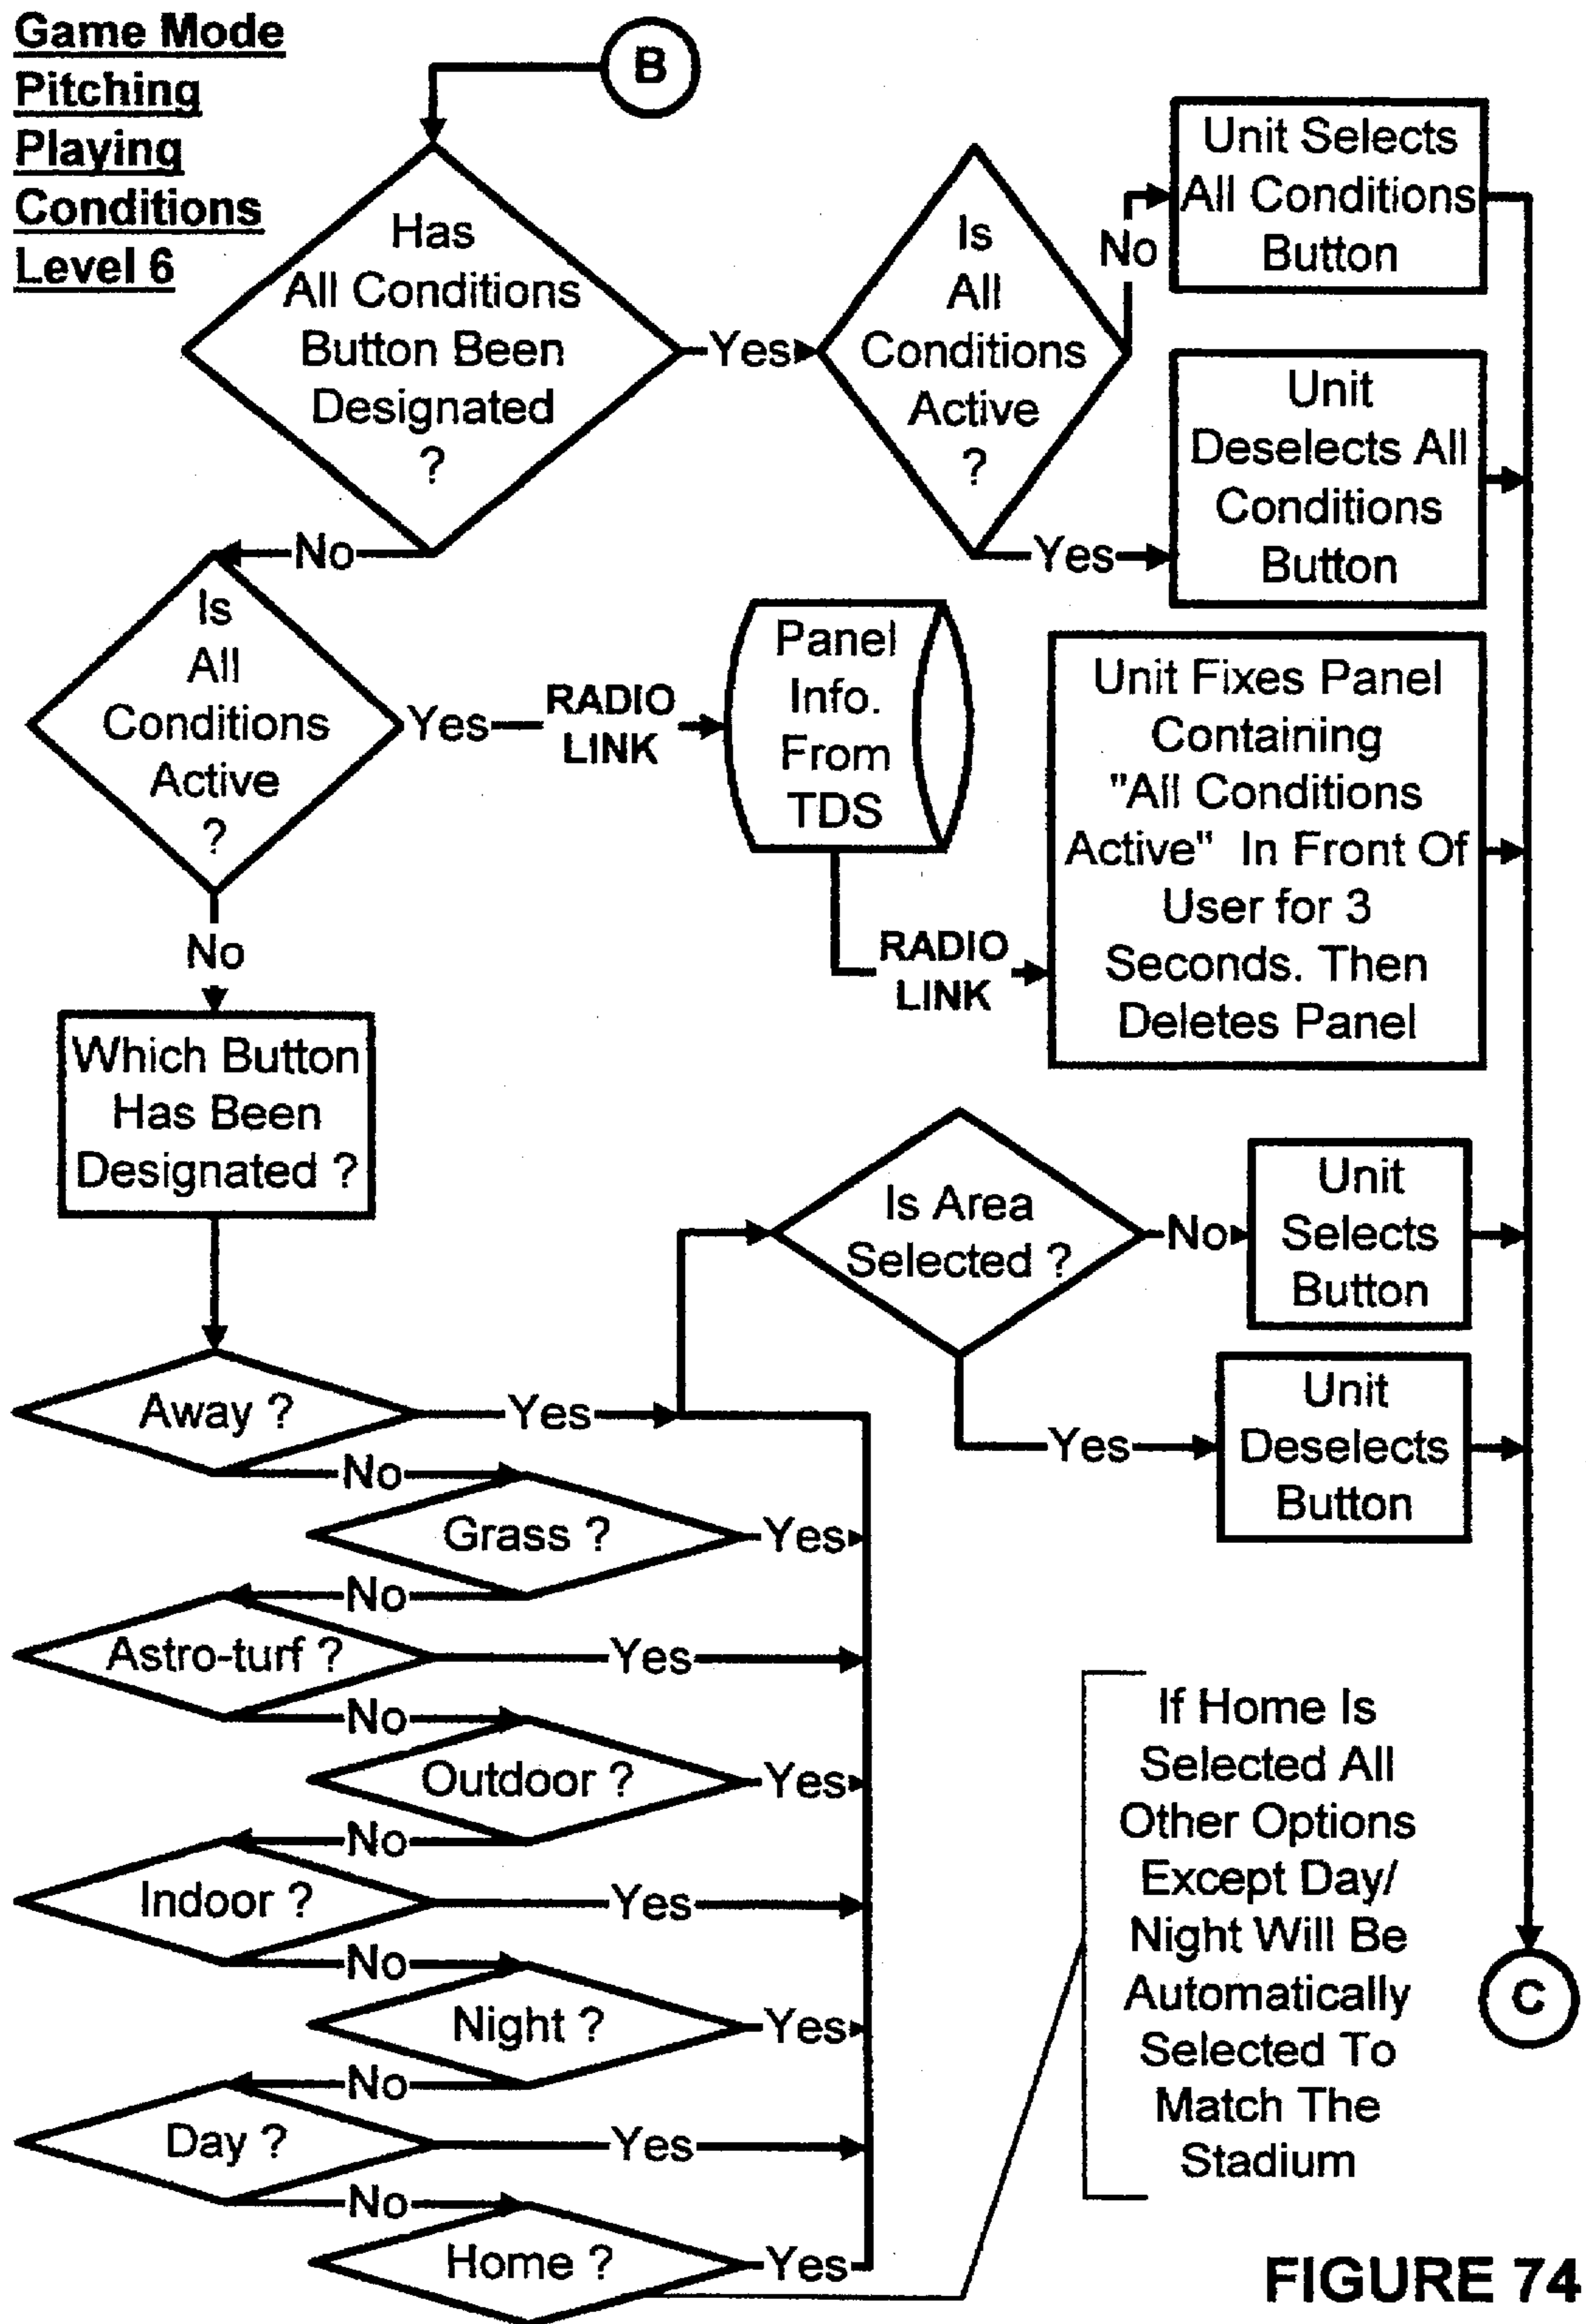 Game Mode
Pitching
Playing
Conditions
Level 6
B
Has
All Conditions
Button Been
Designated
?
Yes
No
Is
All
Conditions
Active
?
No
Yes
Unit Selects
All Conditions
Button
Unit
Deselects All
Conditions
Button
Is
All
Conditions
Active
?
Yes
No
RADIO
LINK
Panel
Info.
From
TDS
RADIO
LINK
Unit Fixes Panel
Containing
"All Conditions
Active" In Front Of
User for 3
Seconds. Then
Deletes Panel
Which Button
Has Been
Designated ?
Is Area
Selected ?
No
Unit
Selects
Button
Yes
Unit
Deselects
Button
Away ?
Yes
No
Grass ?
Yes
No
Astro-turf ?
Yes
No
Outdoor ?
Yes
No
Indoor ?
Yes
No
Night ?
Yes
No
Day ?
Yes
No
Home ?
Yes
If Home Is
Selected All
Other Options
Except Day/
Night Will Be
Automatically
Selected To
Match The
Stadium
C
FIGURE 74